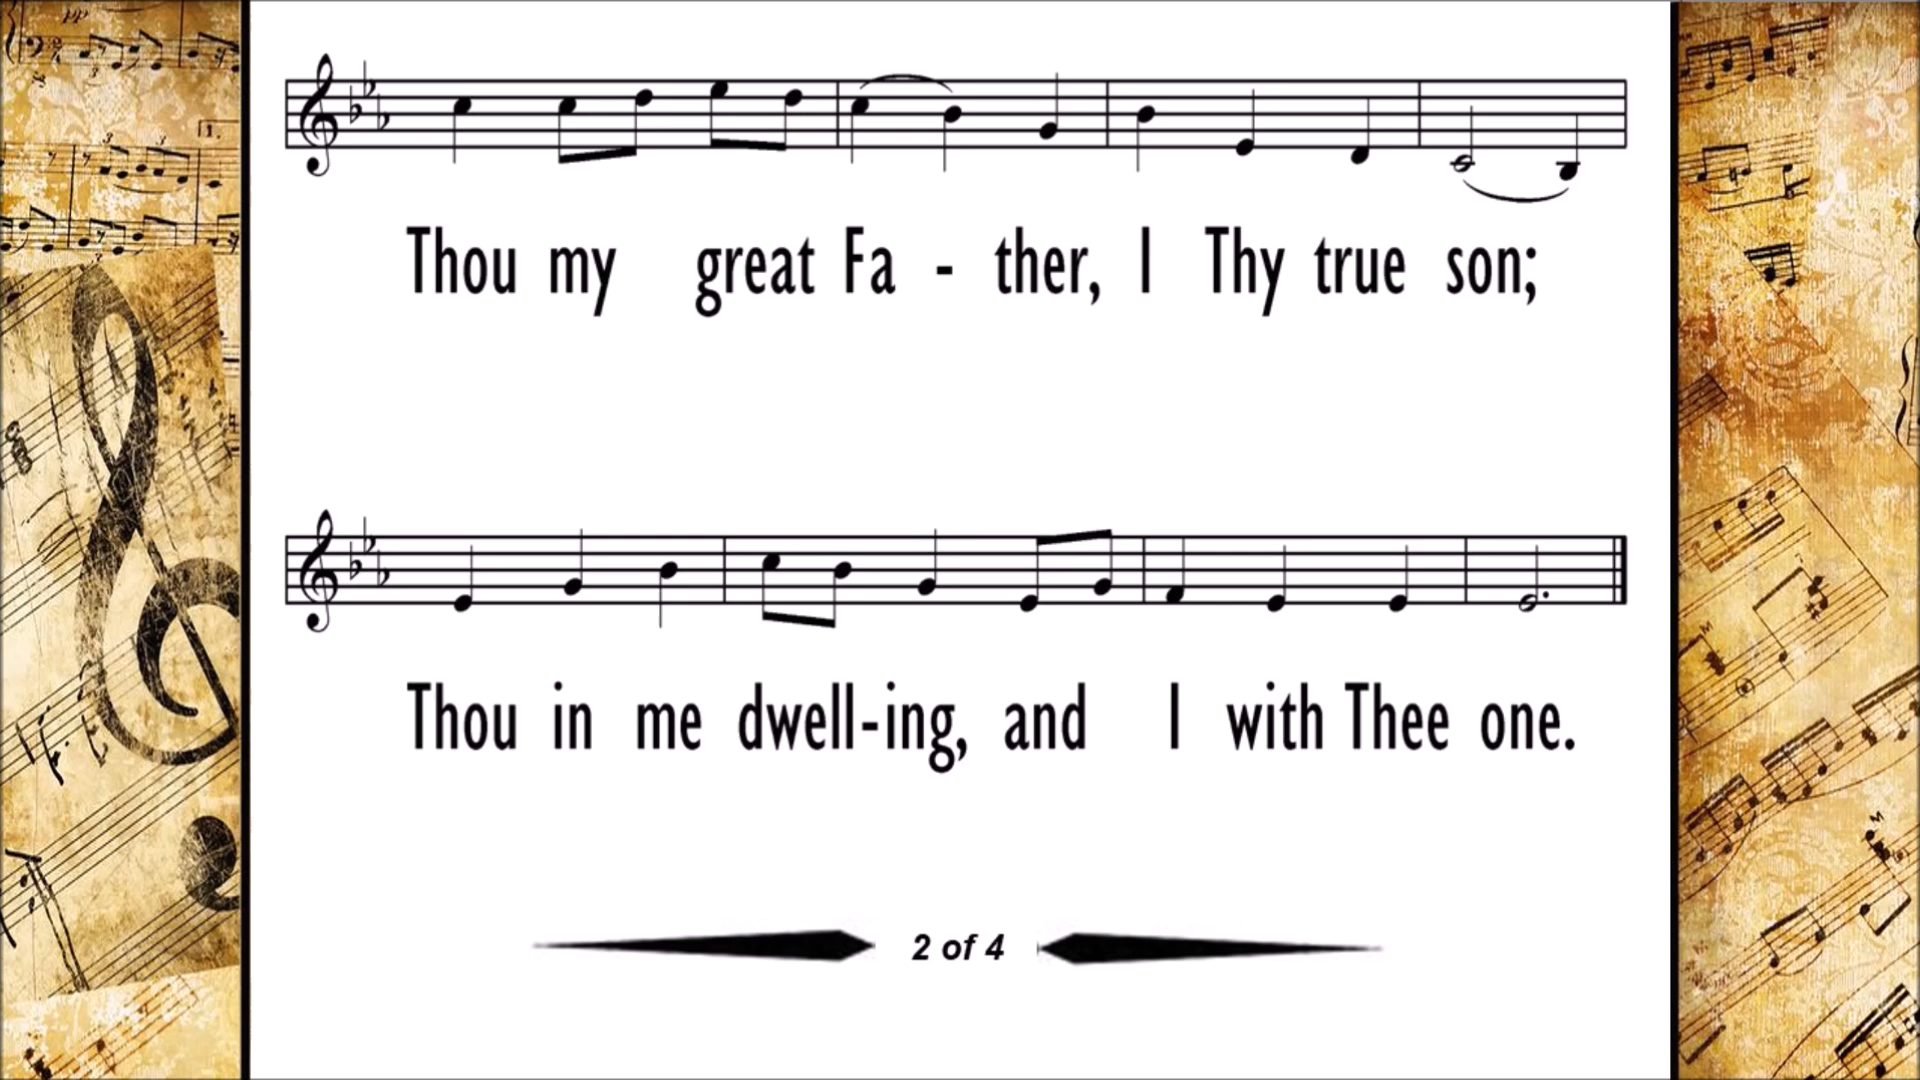 Thou my great Fa - ther, I Thy true son;
Thou in me dwell-ing, and I with Thee one.
2 of 4